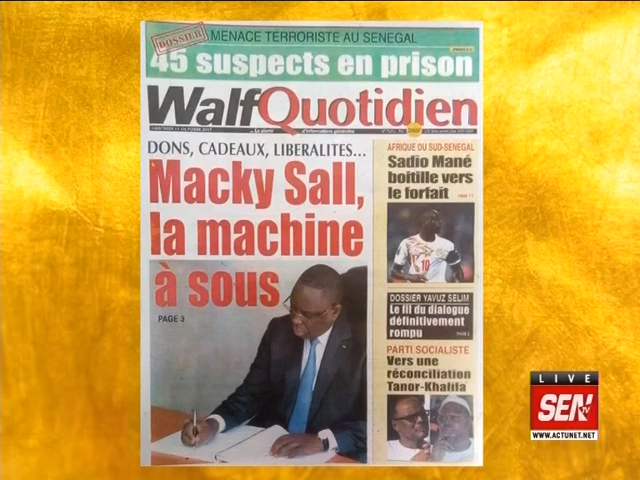 DOSSIER
MENACE TERRORISTE AU SENEGAL
45 suspects en prison
WalfQuotidien
DONS, CADEAUX, LIBERALITES...
Macky Sall,
la machine
à sous
PAGE 3
AFRIQUE DU SUD-SENEGAL
Sadio Mané
boitille vers
le forfait
10
DOSSIER YAVUZ SELIM
Le fil du dialogue
définitivement
rompu
PARTI SOCIALISTE
Vers une
réconciliation
Tanor-Khalifa
LIVE
SEN TV
WWW.ACTUNET.NET